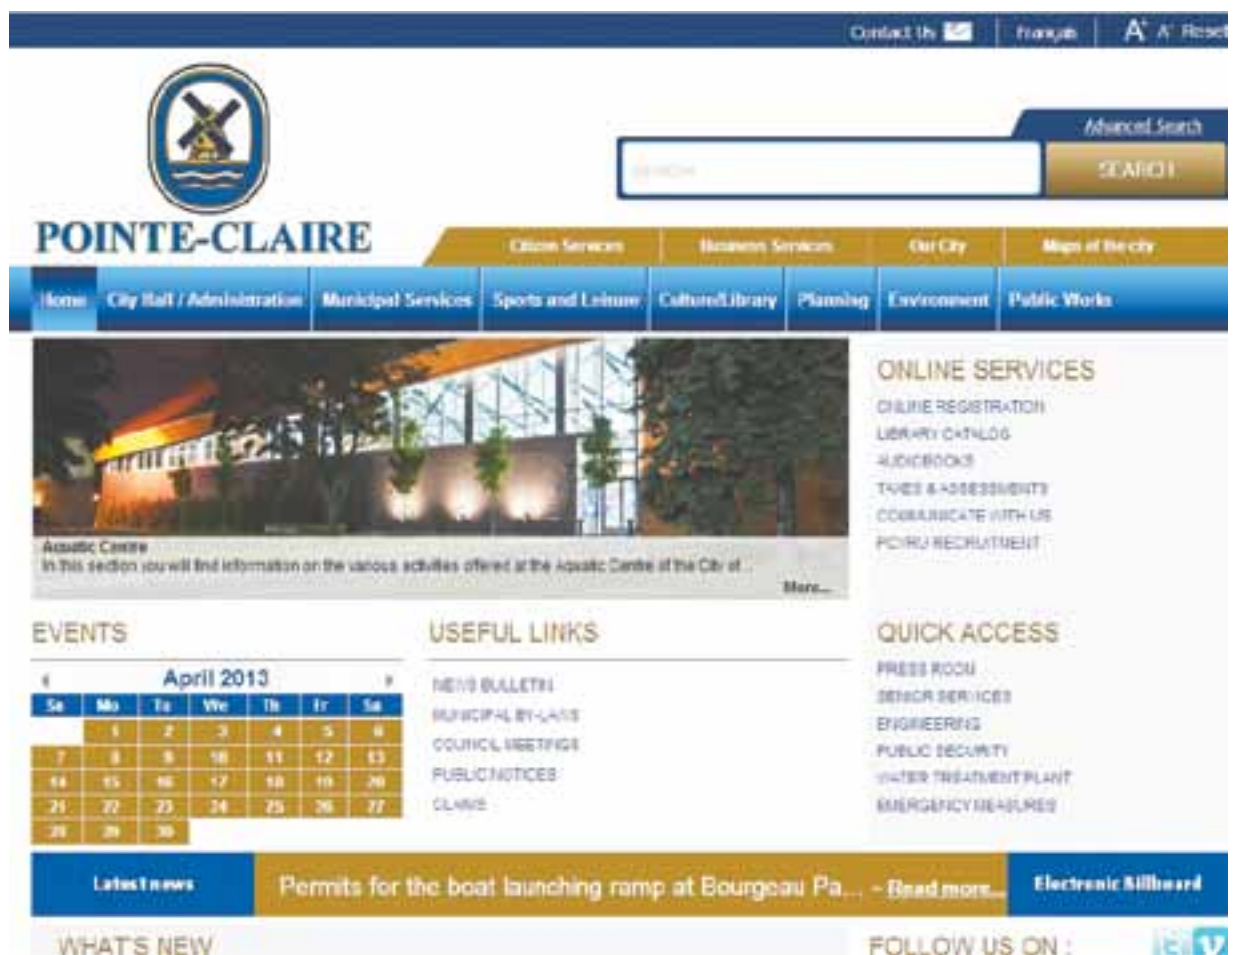 Contact Us
Français
A+ A- Reset
Advanced Search
SEARCH
POINTE-CLAIRE
Citizen Services
Business Services
Our City
Maps of the city
Home
City Hall / Administration
Municipal Services
Sports and Leisure
Culture/Library
Planning
Environment
Public Works
Aquatic Centre
In this section you will find information on the various activities offered at the Aquatic Centre of the City of ...
More...
ONLINE SERVICES
ONLINE REGISTRATION
LIBRARY CATALOG
AUDIOBOOKS
TAXES & ASSESSMENTS
COMMUNICATE WITH US
RECRUITMENT
EVENTS
April 2013
Su Mo Tu We Th Fr Sa
1 2 3 4 5 6
7 8 9 10 11 12 13
14 15 16 17 18 19 20
21 22 23 24 25 26 27
28 29 30
USEFUL LINKS
NEWS BULLETIN
MUNICIPAL BY-LAWS
COUNCIL MEETINGS
PUBLIC NOTICES
CLAIMS
QUICK ACCESS
PRESS ROOM
SENIOR SERVICES
ENGINEERING
PUBLIC SECURITY
WATER TREATMENT PLANT
EMERGENCY MEASURES
Latest news
Permits for the boat launching ramp at Bourgeau Pa... - Read more...
Electronic Billboard
WHAT'S NEW
FOLLOW US ON :